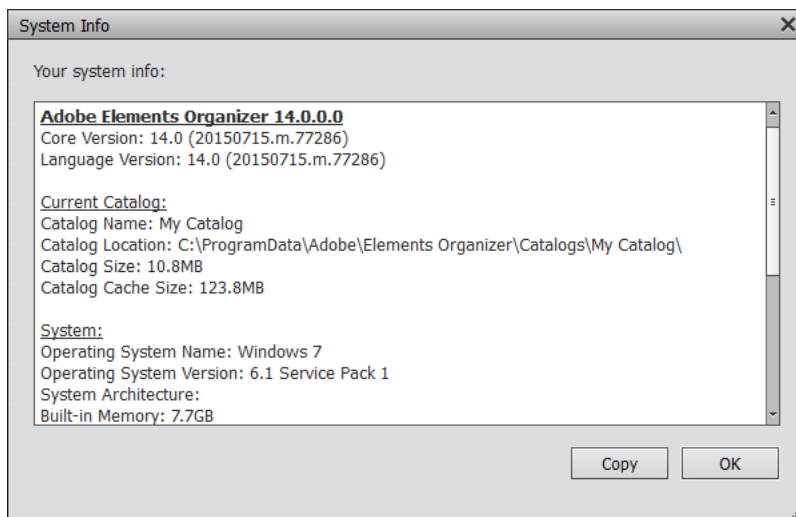 System Info
Your system info:
Adobe Elements Organizer 14.0.0.0
Core Version: 14.0 (20150715.m.77286)
Language Version: 14.0 (20150715.m.77286)
Current Catalog:
Catalog Name: My Catalog
Catalog Location: C:\ProgramData\Adobe\Elements Organizer\Catalogs\My Catalog\
Catalog Size: 10.8MB
Catalog Cache Size: 123.8MB
System:
Operating System Name: Windows 7
Operating System Version: 6.1 Service Pack 1
System Architecture:
Built-in Memory: 7.7GB
Copy OK